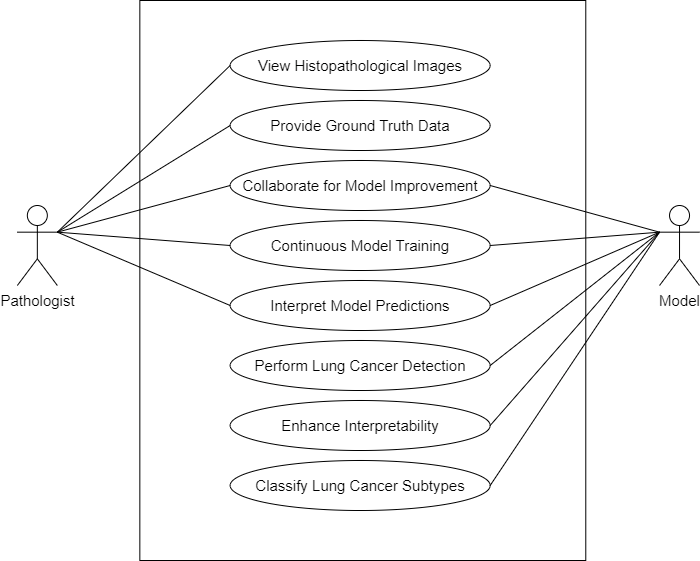 View Histopathological Images
Provide Ground Truth Data
Collaborate for Model Improvement
Continuous Model Training
Interpret Model Predictions
Perform Lung Cancer Detection
Enhance Interpretability
Classify Lung Cancer Subtypes
Pathologist
Model